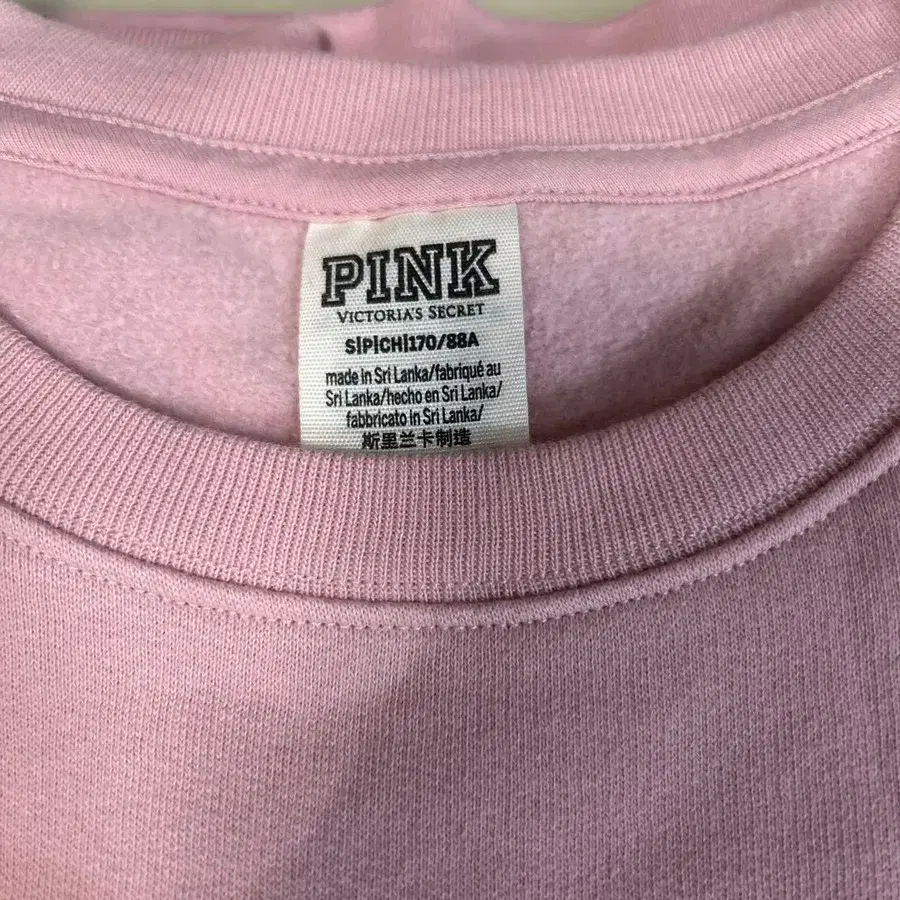 PINK
VICTORIA'S SECRET
S|P|CH|170/88A
made in Sri Lanka/fabriqué au
Sri Lanka/hecho en Sri Lanka/
fabbricato in Sri Lanka/
斯里兰卡制造